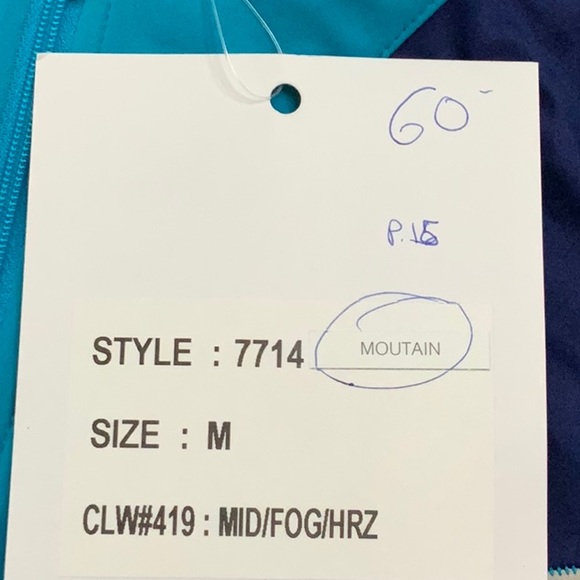 60-
P.15
STYLE : 7714 MOUTAIN
SIZE : M
CLW#419 : MID/FOG/HRZ